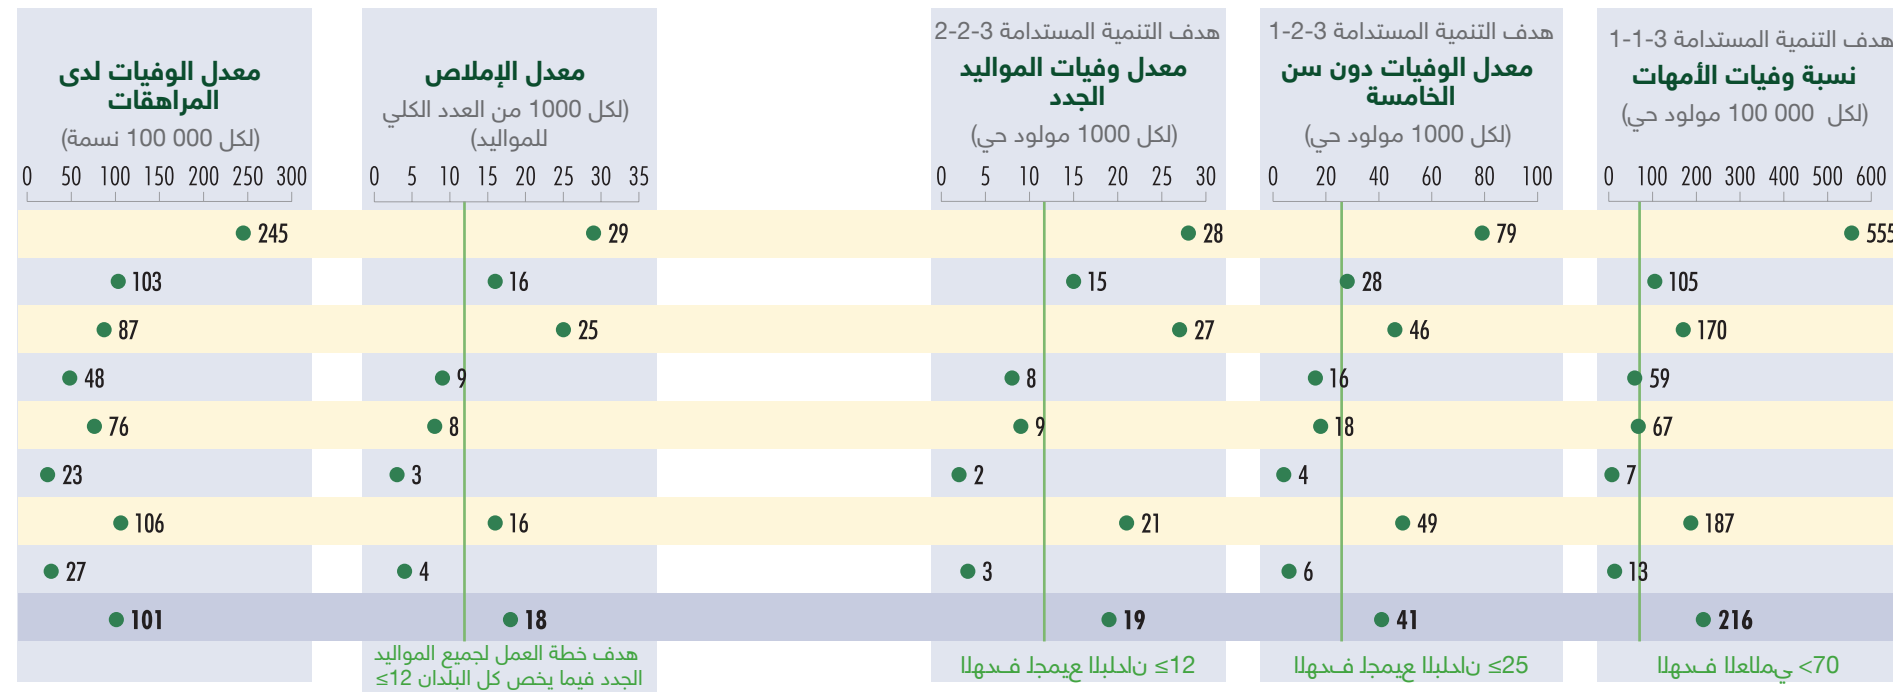 هدف التنمية المستدامة 3-1-1
نسبة وفيات الأمهات
(لكل 000 100 مولود حي)
0 100 200 300 400 500 600
555
105
170
59
67
7
187
13
216
الهدف العالمي <70
هدف التنمية المستدامة 3-2-1
معدل الوفيات دون سن
الخامسة
(لكل 1000 مولود حي)
0 20 40 60 80 100
79
28
46
16
18
4
49
6
41
الهدف لجميع البلدان ≤25
هدف التنمية المستدامة 3-2-2
معدل وفيات المواليد
الجدد
(لكل 1000 مولود حي)
0 5 10 15 20 25 30
28
15
27
8
9
2
21
3
19
الهدف لجميع البلدان ≤12
معدل الإملاص
(لكل 1000 من العدد الكلي
للمواليد)
0 5 10 15 20 25 30 35
29
16
25
9
8
3
16
4
18
هدف خطة العمل لجميع المواليد
الجدد فيما يخص كل البلدان 12≥
معدل الوفيات لدى
المراهقات
(لكل 000 100 نسمة)
0 50 100 150 200 250 300
245
103
87
48
76
23
106
27
101